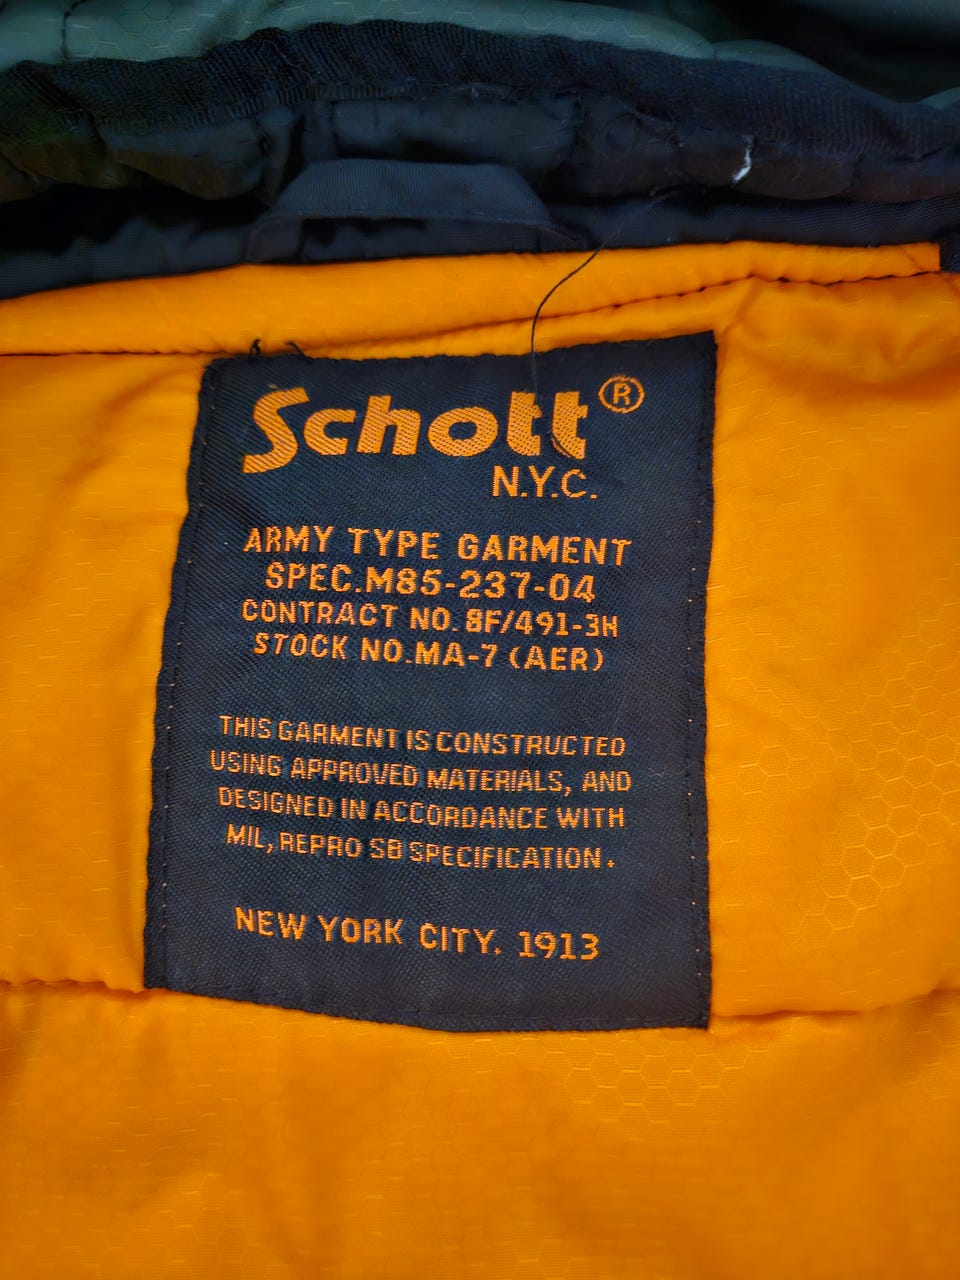 Schott®
N.Y.C.
ARMY TYPE GARMENT
SPEC.M85-237-04
CONTRACT NO. 8F/491-3H
STOCK NO.MA-7 (AER)
THIS GARMENT IS CONSTRUCTED
USING APPROVED MATERIALS, AND
DESIGNED IN ACCORDANCE WITH
MIL, REPRO SB SPECIFICATION.
NEW YORK CITY. 1913